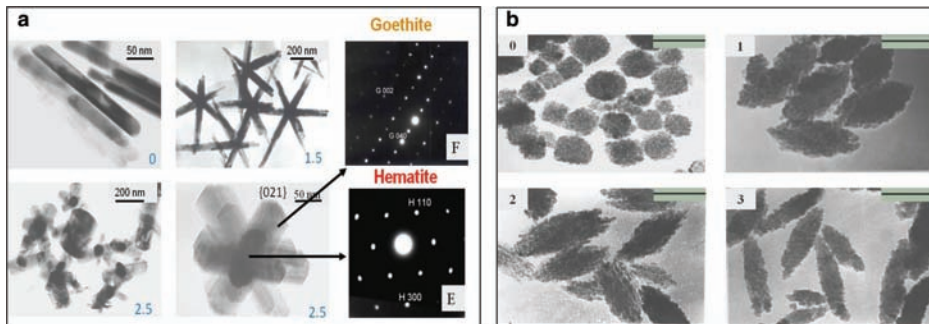 a
Goethite
50 nm
0
200 nm
1.5
G 002
G 040
F
Hematite
200 nm
2.5
{021}
50 nm
2.5
H 110
H 300
E
b
0
1
2
3